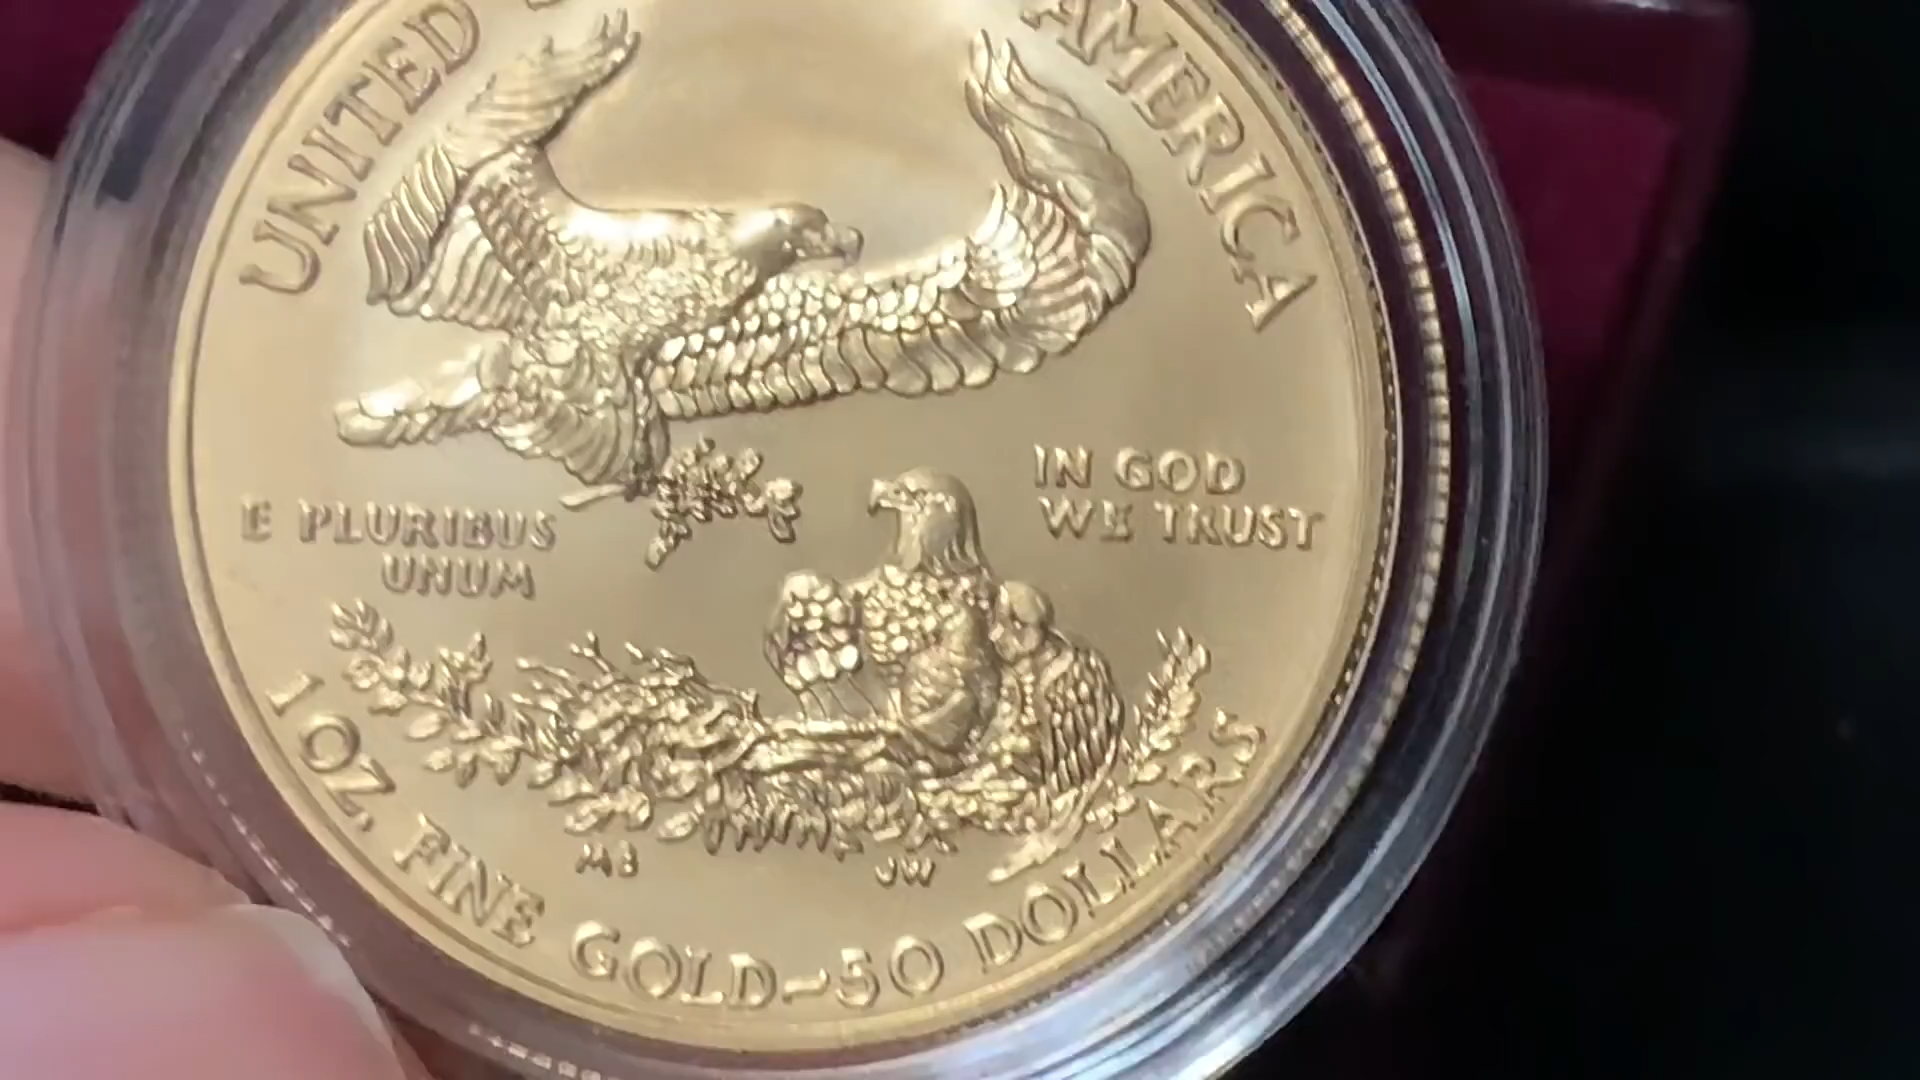 UNITED
AMERICA
E PLURIBUS
UNUM
IN GOD
WE TRUST
MB
JW
1 OZ. FINE GOLD~50 DOLLARS